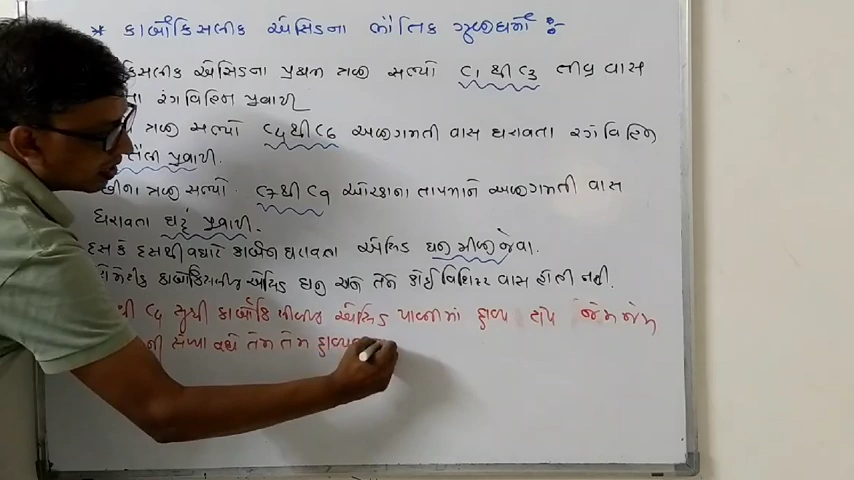 * કાર્બોક્સિલીક એસિડના ભૌતિક ગુણધર્મો :-
ક્સિલીક એસિડના પ્રથમ ત્રણ સભ્યો C₁ થી C₃ તીવ્ર વાસ
રંગવિહિન પ્રવાહી
ત્રણ સભ્યો C₄ થી C₆ અણગમતી વાસ ધરાવતા રંગવિહિન
તૈલી પ્રવાહી.
ત્રણ સભ્યો C₇ થી C₉ ઓરડાના તાપમાને અણગમતી વાસ
ધરાવતા ઘટ્ટ પ્રવાહી.
દસ કે દસથી વધારે કાર્બન ધરાવતા એસિડ ઘન મીણ જેવા.
કાર્બોક્સિલીક એસિડ ઘન અને તેને કોઈ વિશિષ્ટ વાસ હોતી નથી.
થી C₄ સુધી કાર્બોક્સિલીક એસિડ પાણીમાં દ્રાવ્ય જેમ જેમ
ની સંખ્યા વધે તેમ તેમ